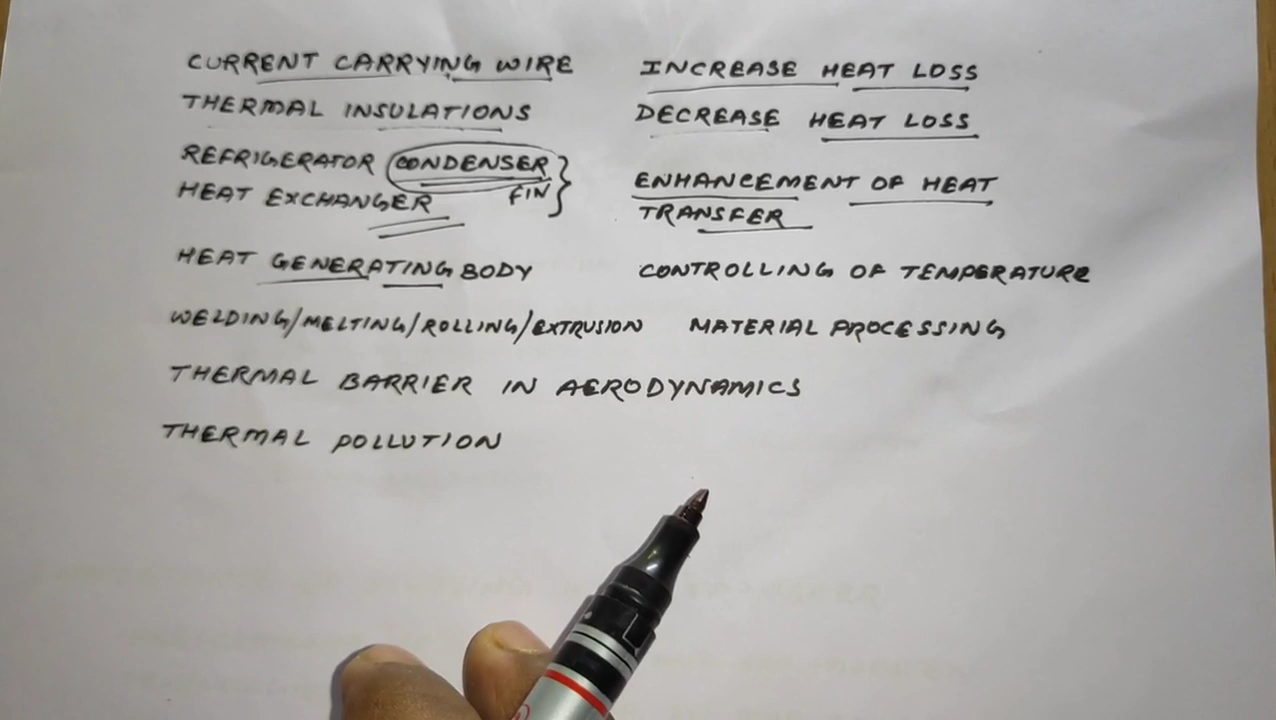 CURRENT CARRYING WIRE INCREASE HEAT LOSS
THERMAL INSULATIONS DECREASE HEAT LOSS
REFRIGERATOR CONDENSER
FIN
HEAT EXCHANGER
ENHANCEMENT OF HEAT
TRANSFER
HEAT GENERATING BODY CONTROLLING OF TEMPERATURE
WELDING/MELTING/ROLLING/EXTRUSION MATERIAL PROCESSING
THERMAL BARRIER IN AERODYNAMICS
THERMAL POLLUTION